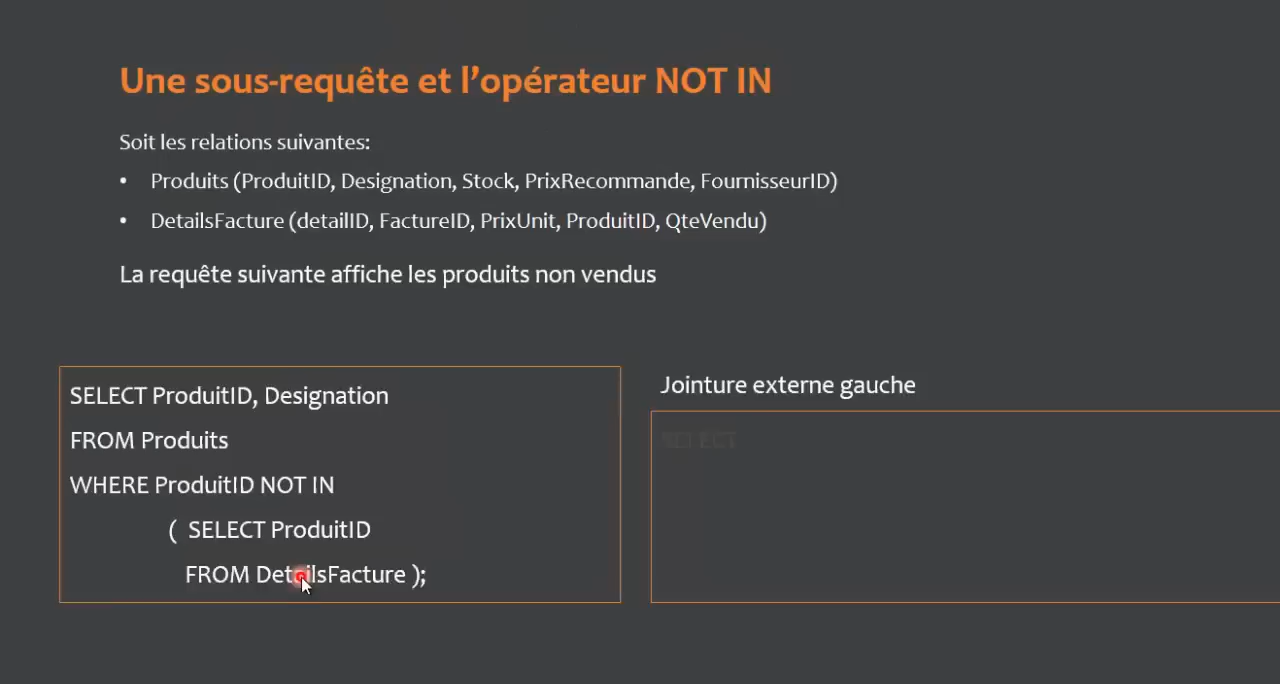 Une sous-requête et l’opérateur NOT IN
Soit les relations suivantes:
• Produits (ProduitID, Designation, Stock, PrixRecommande, FournisseurID)
• DetailsFacture (detailID, FactureID, PrixUnit, ProduitID, QteVendu)
La requête suivante affiche les produits non vendus
SELECT ProduitID, Designation
FROM Produits
WHERE ProduitID NOT IN
( SELECT ProduitID
FROM DetailsFacture );
Jointure externe gauche
SELECT